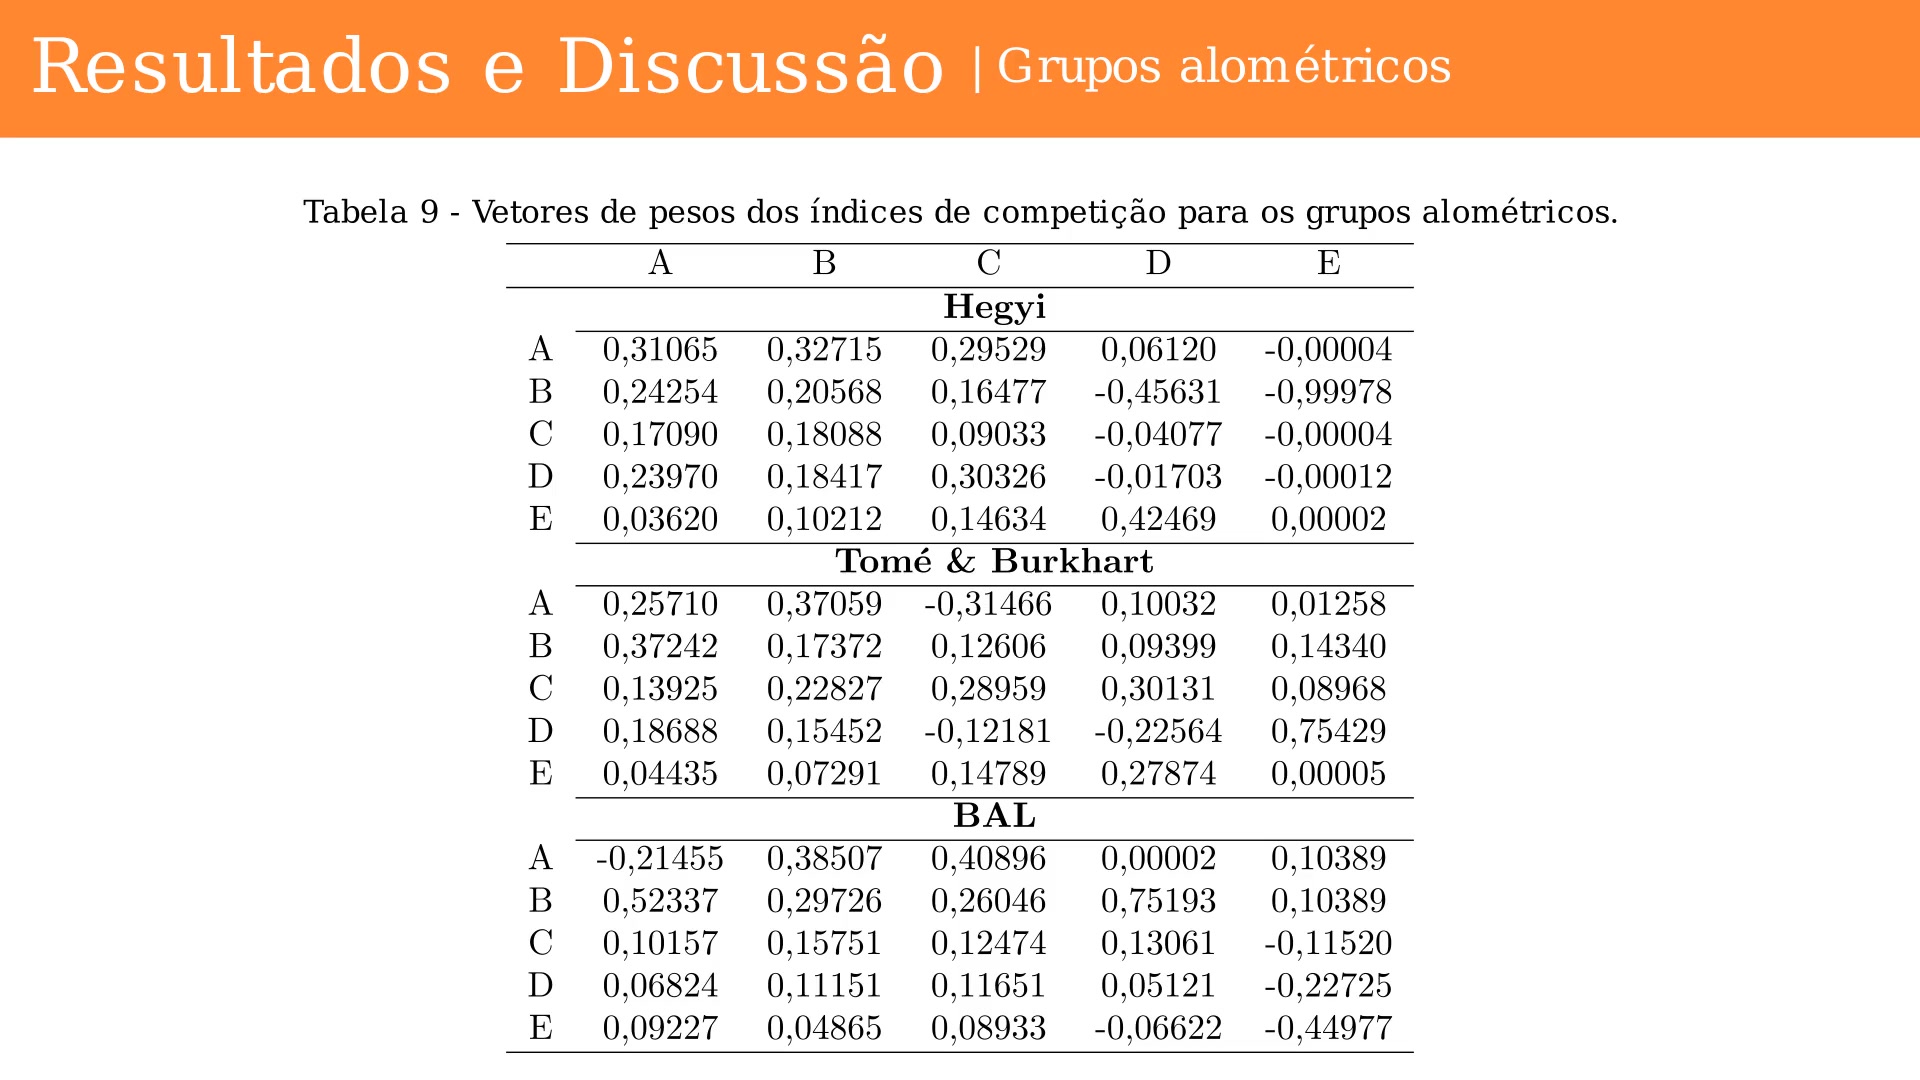 Resultados e Discussão | Grupos alométricos
Tabela 9 - Vetores de pesos dos índices de competição para os grupos alométricos.
A B C D E
Hegyi
A 0,31065 0,32715 0,29529 0,06120 -0,00004
B 0,24254 0,20568 0,16477 -0,45631 -0,99978
C 0,17090 0,18088 0,09033 -0,04077 -0,00004
D 0,23970 0,18417 0,30326 -0,01703 -0,00012
E 0,03620 0,10212 0,14634 0,42469 0,00002
Tomé & Burkhart
A 0,25710 0,37059 -0,31466 0,10032 0,01258
B 0,37242 0,17372 0,12606 0,09399 0,14340
C 0,13925 0,22827 0,28959 0,30131 0,08968
D 0,18688 0,15452 -0,12181 -0,22564 0,75429
E 0,04435 0,07291 0,14789 0,27874 0,00005
BAL
A -0,21455 0,38507 0,40896 0,00002 0,10389
B 0,52337 0,29726 0,26046 0,75193 0,10389
C 0,10157 0,15751 0,12474 0,13061 -0,11520
D 0,06824 0,11151 0,11651 0,05121 -0,22725
E 0,09227 0,04865 0,08933 -0,06622 -0,44977